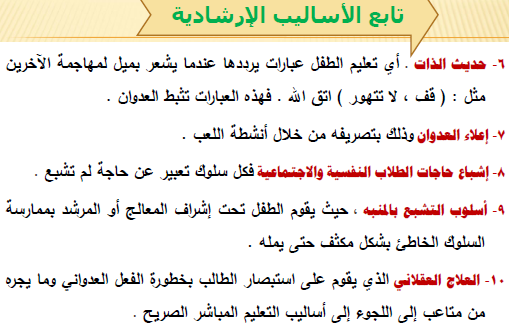 تابع الأساليب الإرشادية
٦- حديث الذات . أي تعليم الطفل عبارات يرددها عندما يشعر بميل لمهاجمة الآخرين
مثل : ( قف ، لا تتهور ) اتق الله . فهذه العبارات تثبط العدوان .
٧- إعلاء العدوان وذلك بتصريفه من خلال أنشطة اللعب .
٨- إشباع حاجات الطلاب النفسية والاجتماعية فكل سلوك تعبير عن حاجة لم تشبع .
٩- أسلوب التشبع بالمنبه ، حيث يقوم الطفل تحت إشراف المعالج أو المرشد بممارسة
السلوك الخاطئ بشكل مكثف حتى يمله .
١٠- العلاج العقلاني الذي يقوم على استبصار الطالب بخطورة الفعل العدواني وما يجره
من متاعب إلى اللجوء إلى أساليب التعليم المباشر الصريح .